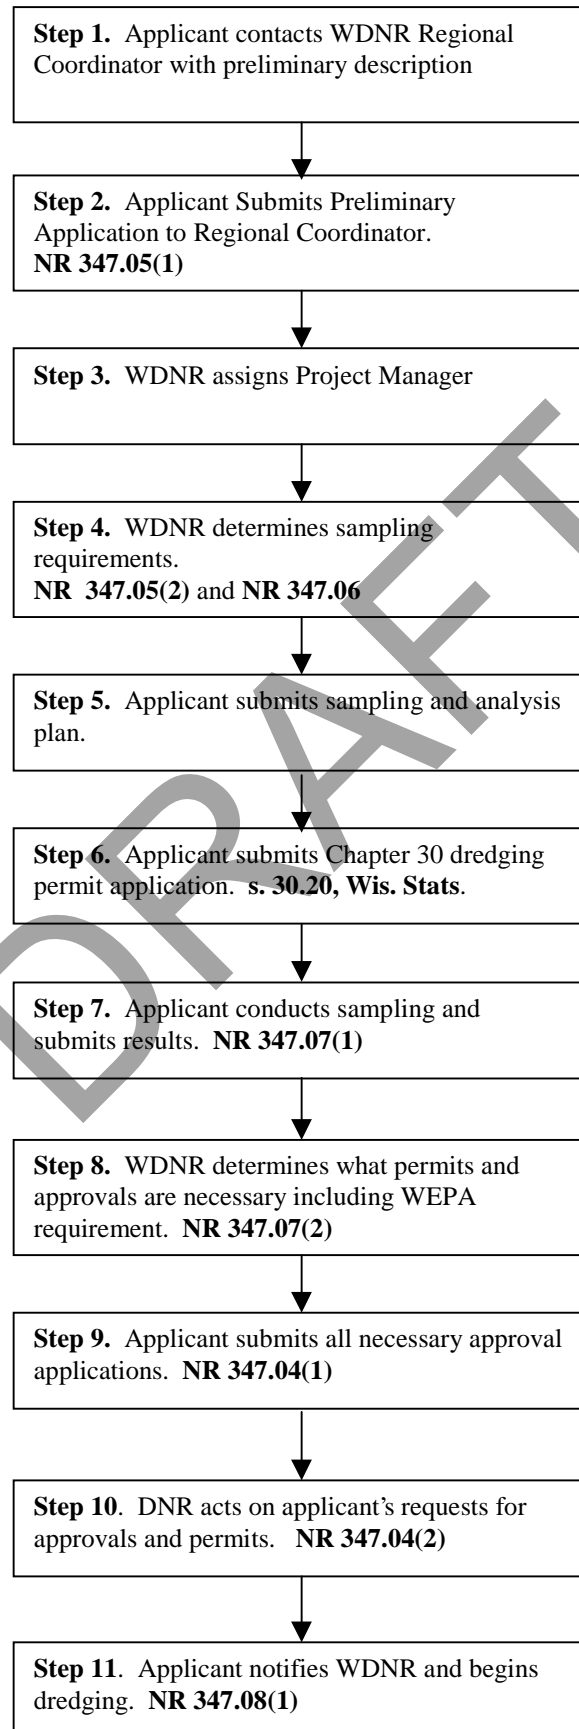 Step 1. Applicant contacts WDNR Regional
Coordinator with preliminary description
Step 2. Applicant Submits Preliminary
Application to Regional Coordinator.
NR 347.05(1)
Step 3. WDNR assigns Project Manager
Step 4. WDNR determines sampling
requirements.
NR 347.05(2) and NR 347.06
Step 5. Applicant submits sampling and analysis
plan.
Step 6. Applicant submits Chapter 30 dredging
permit application. s. 30.20, Wis. Stats.
Step 7. Applicant conducts sampling and
submits results. NR 347.07(1)
Step 8. WDNR determines what permits and
approvals are necessary including WEPA
requirement. NR 347.07(2)
Step 9. Applicant submits all necessary approval
applications. NR 347.04(1)
Step 10. DNR acts on applicant's requests for
approvals and permits. NR 347.04(2)
Step 11. Applicant notifies WDNR and begins
dredging. NR 347.08(1)
DRAFT